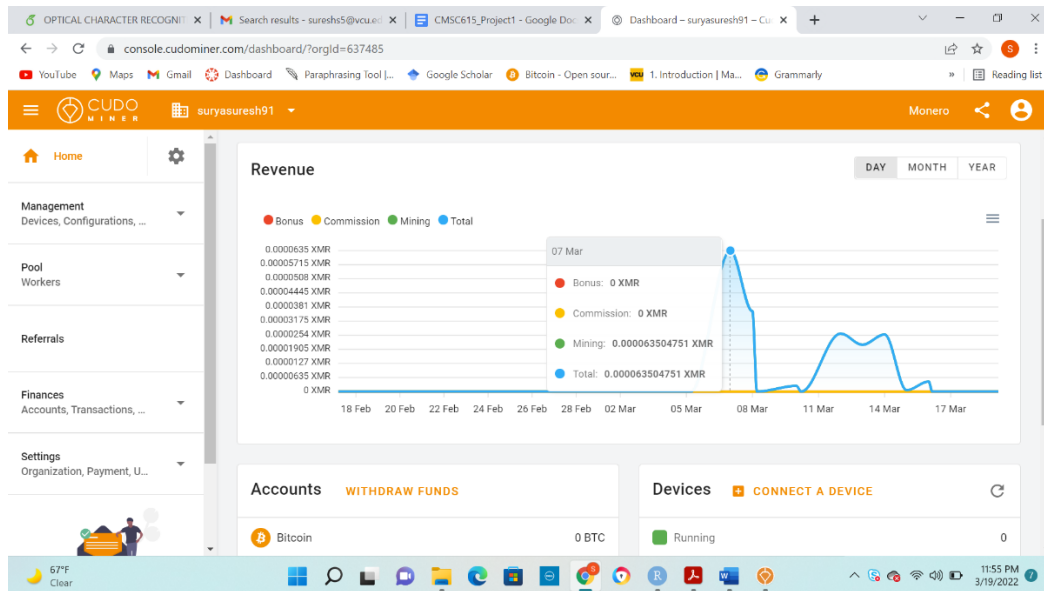 OPTICAL CHARACTER RECOGNIT
Search results - sureshs5@vcu.ed
CMSC615_Project1 - Google Doc
Dashboard – suryasuresh91 – Cu
console.cudominer.com/dashboard/?orgId=637485
S
YouTube Maps Gmail Dashboard Paraphrasing Tool |... Google Scholar Bitcoin - Open sour... VCU 1. Introduction | Ma... Grammarly » Reading list
CUDO MINER suryasuresh91 Monero
Home
Management
Devices, Configurations, ...
Pool
Workers
Referrals
Finances
Accounts, Transactions, ...
Settings
Organization, Payment, U...
Revenue
DAY MONTH YEAR
Bonus Commission Mining Total
0.0000635 XMR
0.00005715 XMR
0.0000508 XMR
0.00004445 XMR
0.0000381 XMR
0.00003175 XMR
0.0000254 XMR
0.00001905 XMR
0.0000127 XMR
0.00000635 XMR
0 XMR
07 Mar
Bonus: 0 XMR
Commission: 0 XMR
Mining: 0.000063504751 XMR
Total: 0.000063504751 XMR
18 Feb 20 Feb 22 Feb 24 Feb 26 Feb 28 Feb 02 Mar 05 Mar 08 Mar 11 Mar 14 Mar 17 Mar
Accounts WITHDRAW FUNDS
Bitcoin 0 BTC
Devices CONNECT A DEVICE
Running 0
67°F
Clear
11:55 PM
3/19/2022